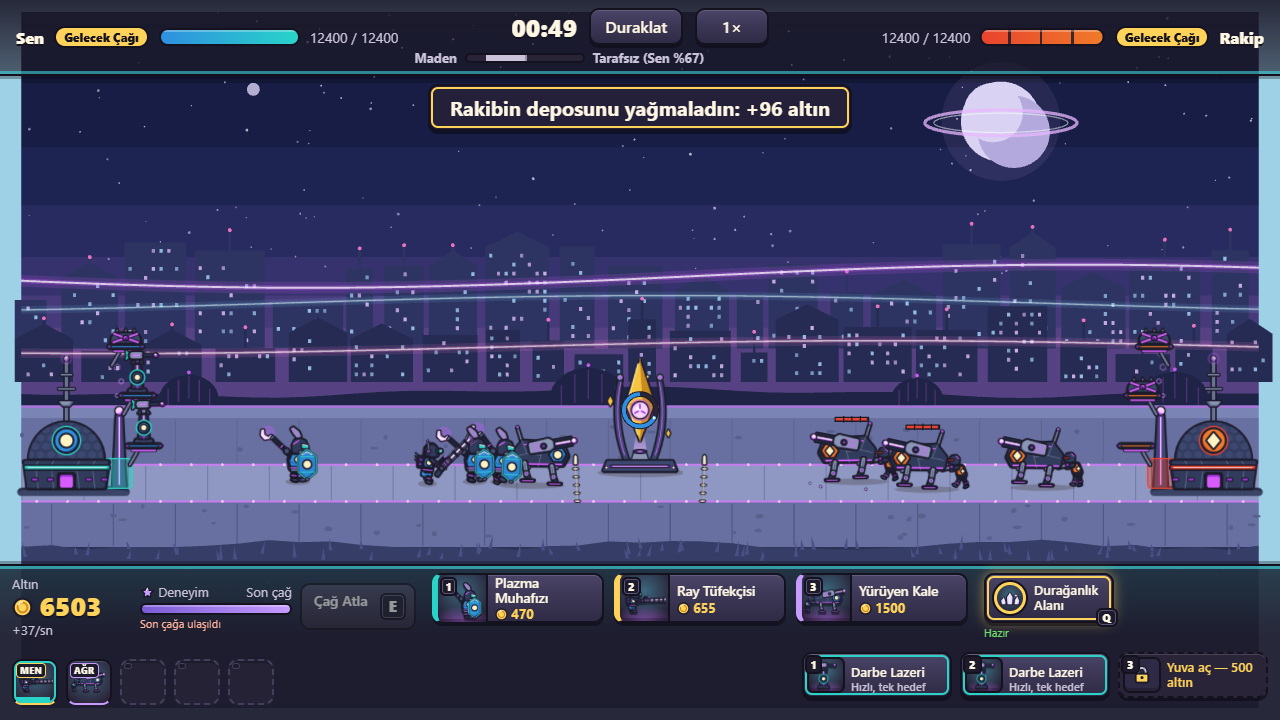 Sen
Gelecek Çağı
12400 / 12400
00:49
Duraklat
1×
12400 / 12400
Gelecek Çağı
Rakip
Maden
Tarafsız (Sen %67)
Rakibin deposunu yağmaladın: +96 altın
Altın
6503
+37/sn
Deneyim
Son çağ
Son çağa ulaşıldı
Çağ Atla
E
1
Plazma
Muhafızı
470
2
Ray Tüfekçisi
655
3
Yürüyen Kale
1500
Durağanlık
Alanı
Q
Hazır
MEN
AĞR
1
Darbe Lazeri
Hızlı, tek hedef
2
Darbe Lazeri
Hızlı, tek hedef
3
Yuva aç — 500
altın